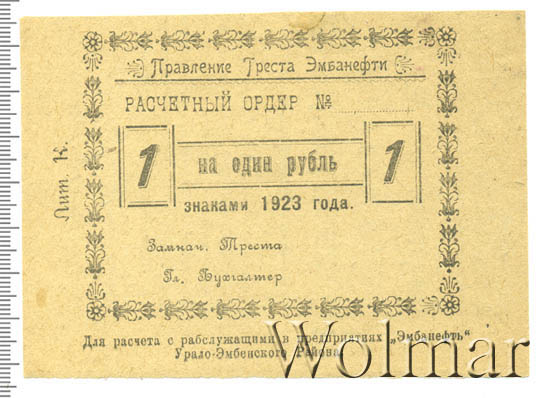 Правление Треста Эмбанефти
РАСЧЕТНЫЙ ОРДЕР №
1 на один рубль 1
знаками 1923 года.
Лит. К.
Замнач. Треста
Гл. Бухгалтер
Для расчета с рабслужащими в предприятиях „Эмбанефть“
Урало-Эмбенского Района
Wolmar